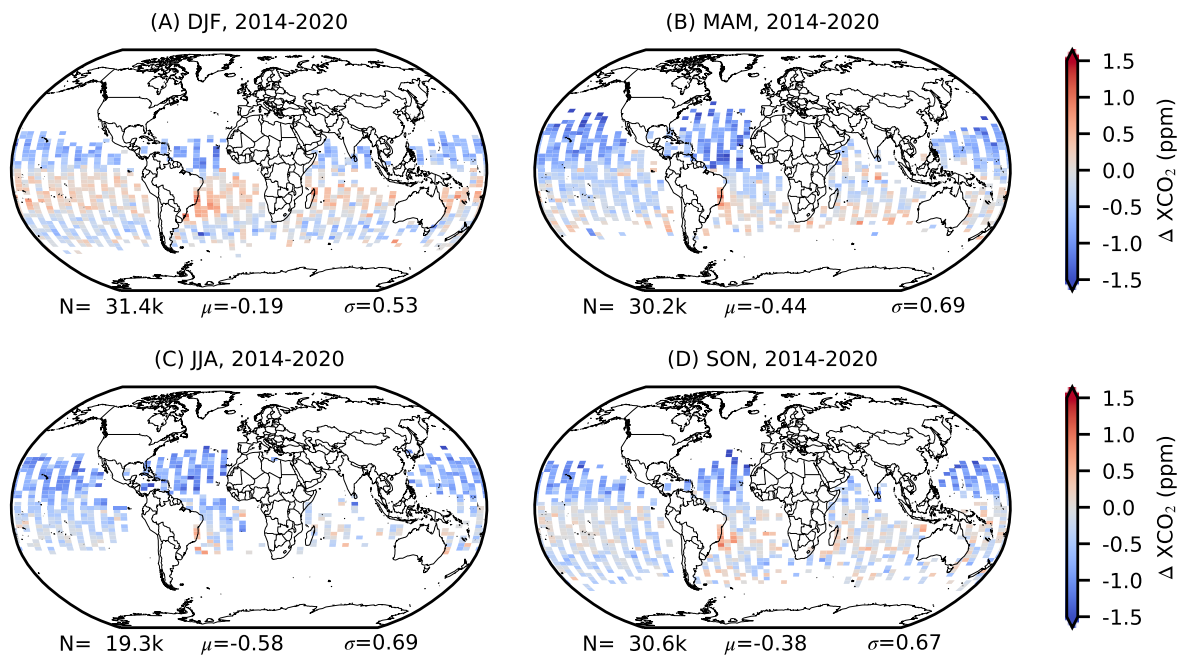 (A) DJF, 2014-2020
(B) MAM, 2014-2020
1.5
1.0
0.5
0.0
-0.5
-1.0
-1.5
Δ XCO₂ (ppm)
N= 31.4k μ=-0.19 σ=0.53
N= 30.2k μ=-0.44 σ=0.69
(C) JJA, 2014-2020
(D) SON, 2014-2020
1.5
1.0
0.5
0.0
-0.5
-1.0
-1.5
Δ XCO₂ (ppm)
N= 19.3k μ=-0.58 σ=0.69
N= 30.6k μ=-0.38 σ=0.67